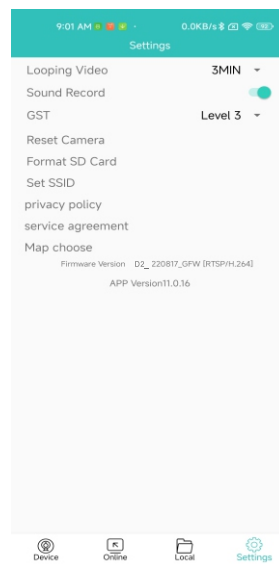 9:01 AM 0.0KB/s
Settings
Looping Video 3MIN
Sound Record
GST Level 3
Reset Camera
Format SD Card
Set SSID
privacy policy
service agreement
Map choose
Firmware Version D2_ 220817_GFW [RTSP/H.264]
APP Version11.0.16
Device Online Local Settings